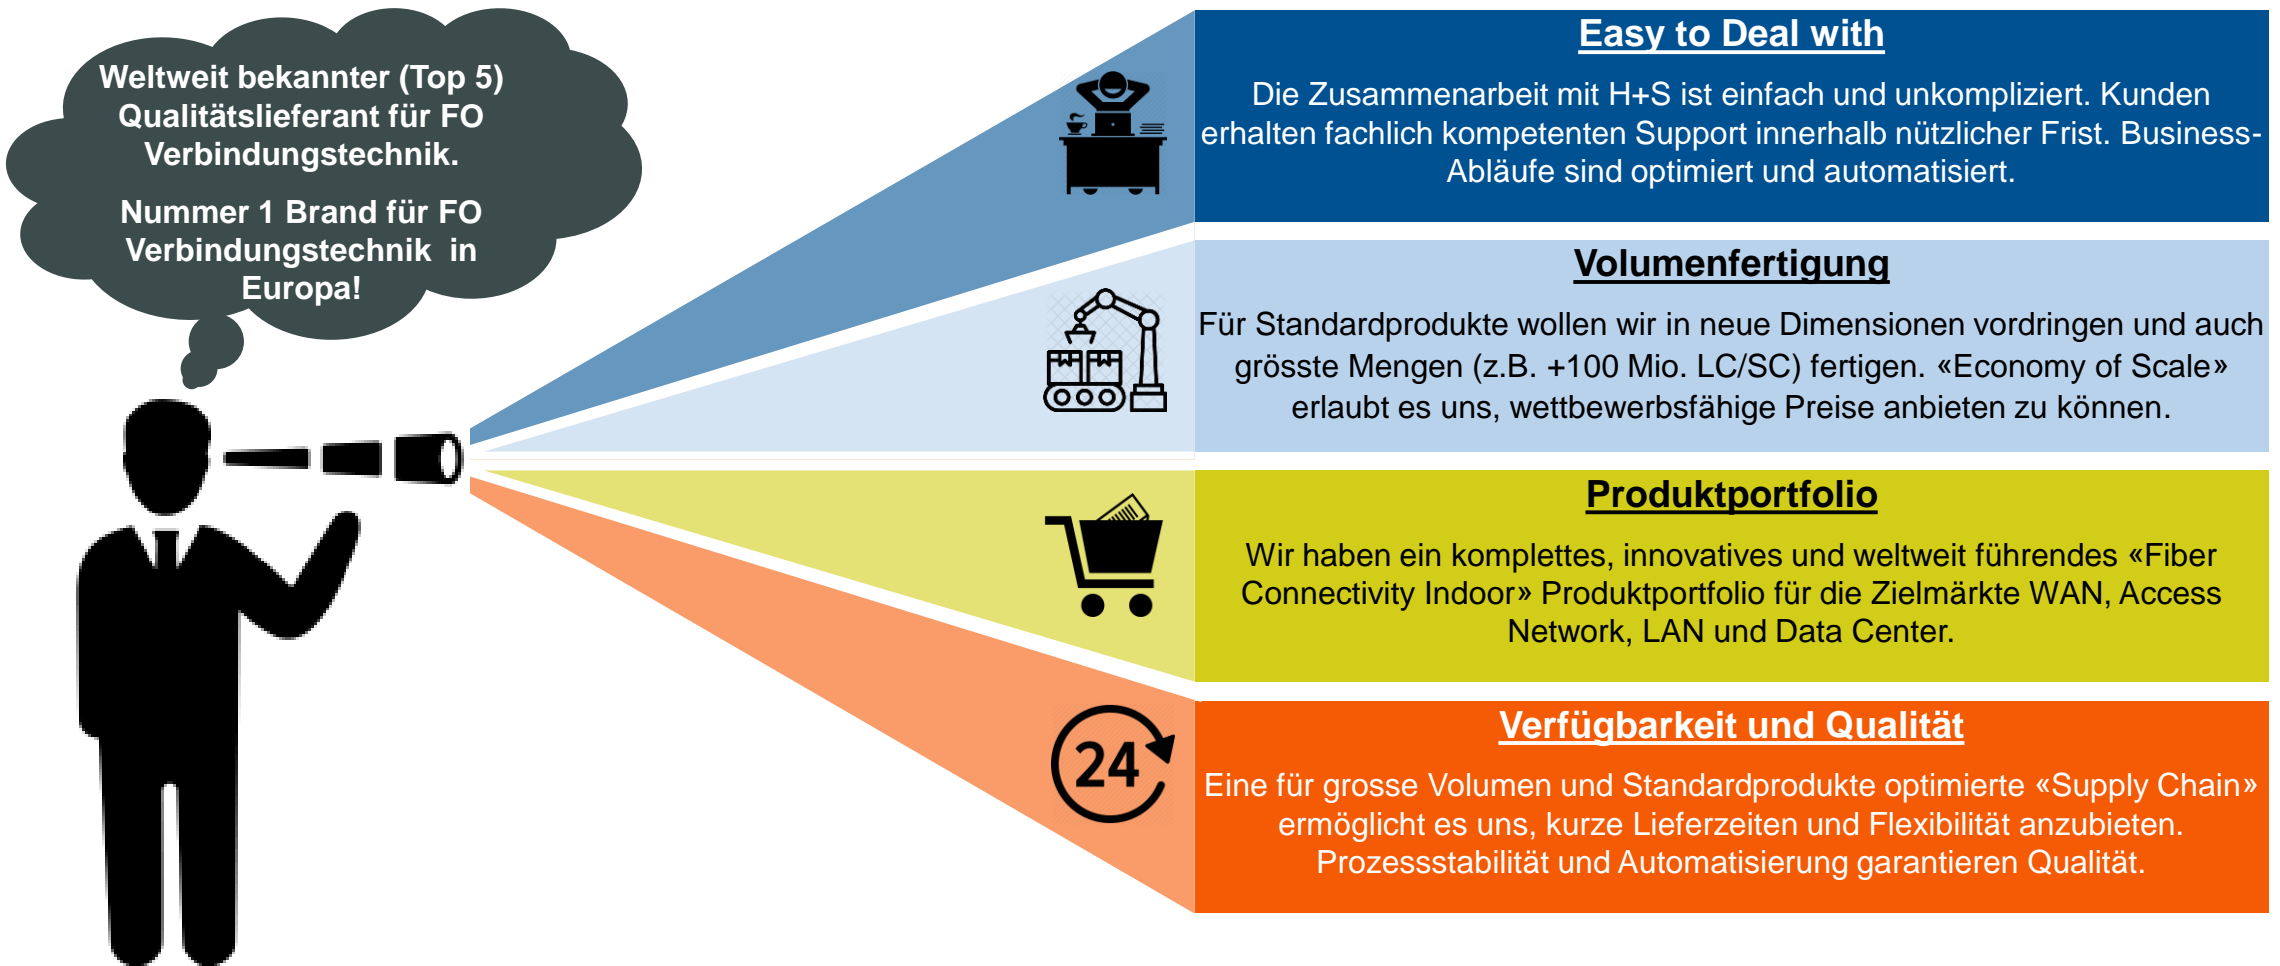 Weltweit bekannter (Top 5)
Qualitätslieferant für FO
Verbindungstechnik.
Nummer 1 Brand für FO
Verbindungstechnik in
Europa!
Easy to Deal with
Die Zusammenarbeit mit H+S ist einfach und unkompliziert. Kunden
erhalten fachlich kompetenten Support innerhalb nützlicher Frist. Business-
Abläufe sind optimiert und automatisiert.
Volumenfertigung
Für Standardprodukte wollen wir in neue Dimensionen vordringen und auch
grösste Mengen (z.B. +100 Mio. LC/SC) fertigen. «Economy of Scale»
erlaubt es uns, wettbewerbsfähige Preise anbieten zu können.
Produktportfolio
Wir haben ein komplettes, innovatives und weltweit führendes «Fiber
Connectivity Indoor» Produktportfolio für die Zielmärkte WAN, Access
Network, LAN und Data Center.
24
Verfügbarkeit und Qualität
Eine für grosse Volumen und Standardprodukte optimierte «Supply Chain»
ermöglicht es uns, kurze Lieferzeiten und Flexibilität anzubieten.
Prozessstabilität und Automatisierung garantieren Qualität.